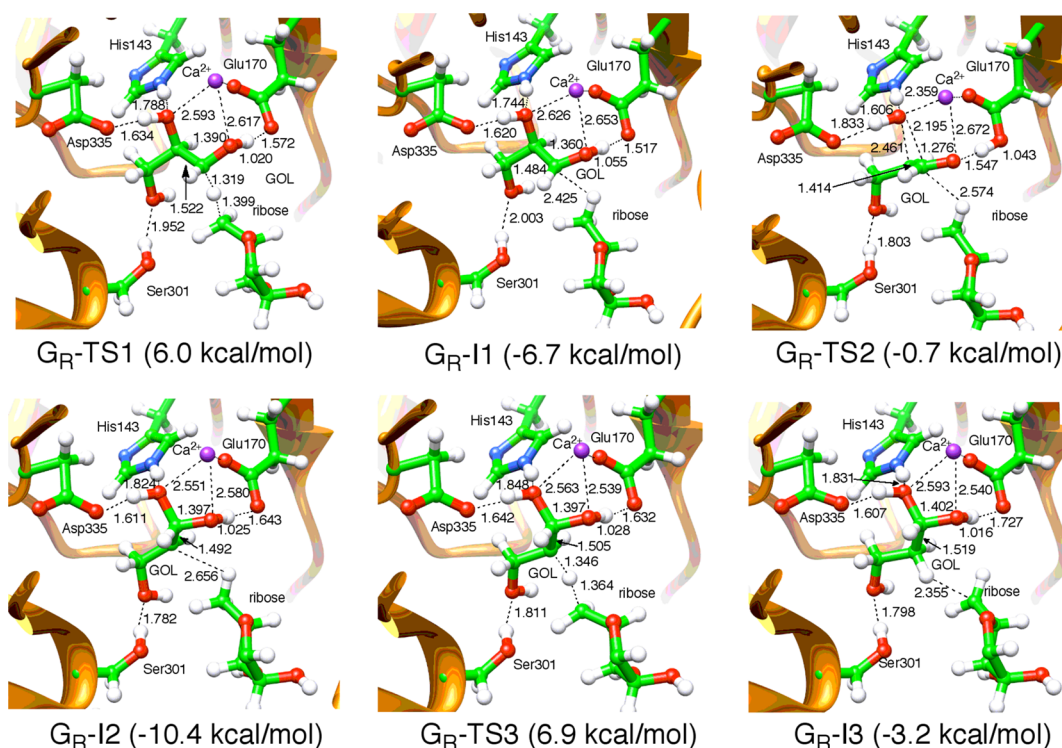 His143
Glu170
Ca2+
1.788
2.593
2.617
1.634
1.390
1.572
Asp335
1.020
1.319
GOL
1.522
1.399
1.952
ribose
Ser301
GR-TS1 (6.0 kcal/mol)
His143
Glu170
Ca2+
1.744
2.626
2.653
1.620
1.360
1.517
Asp335
1.055
1.484
GOL
2.425
2.003
ribose
Ser301
GR-I1 (-6.7 kcal/mol)
His143
Glu170
2.359
Ca2+
1.606
1.833
2.195
2.672
Asp335
2.461
1.276
1.043
1.547
1.414
2.574
GOL
ribose
1.803
Ser301
GR-TS2 (-0.7 kcal/mol)
His143
Glu170
Ca2+
1.824
2.551
2.580
1.611
1.397
1.643
Asp335
1.025
1.492
GOL
2.656
ribose
1.782
Ser301
GR-I2 (-10.4 kcal/mol)
His143
Glu170
Ca2+
1.848
2.563
2.539
1.642
1.397
1.632
Asp335
1.028
1.505
1.346
GOL
1.364
ribose
1.811
Ser301
GR-TS3 (6.9 kcal/mol)
His143
Glu170
Ca2+
1.831
2.593
2.540
1.607
1.402
1.727
Asp335
1.016
1.519
GOL
2.355
ribose
1.798
Ser301
GR-I3 (-3.2 kcal/mol)